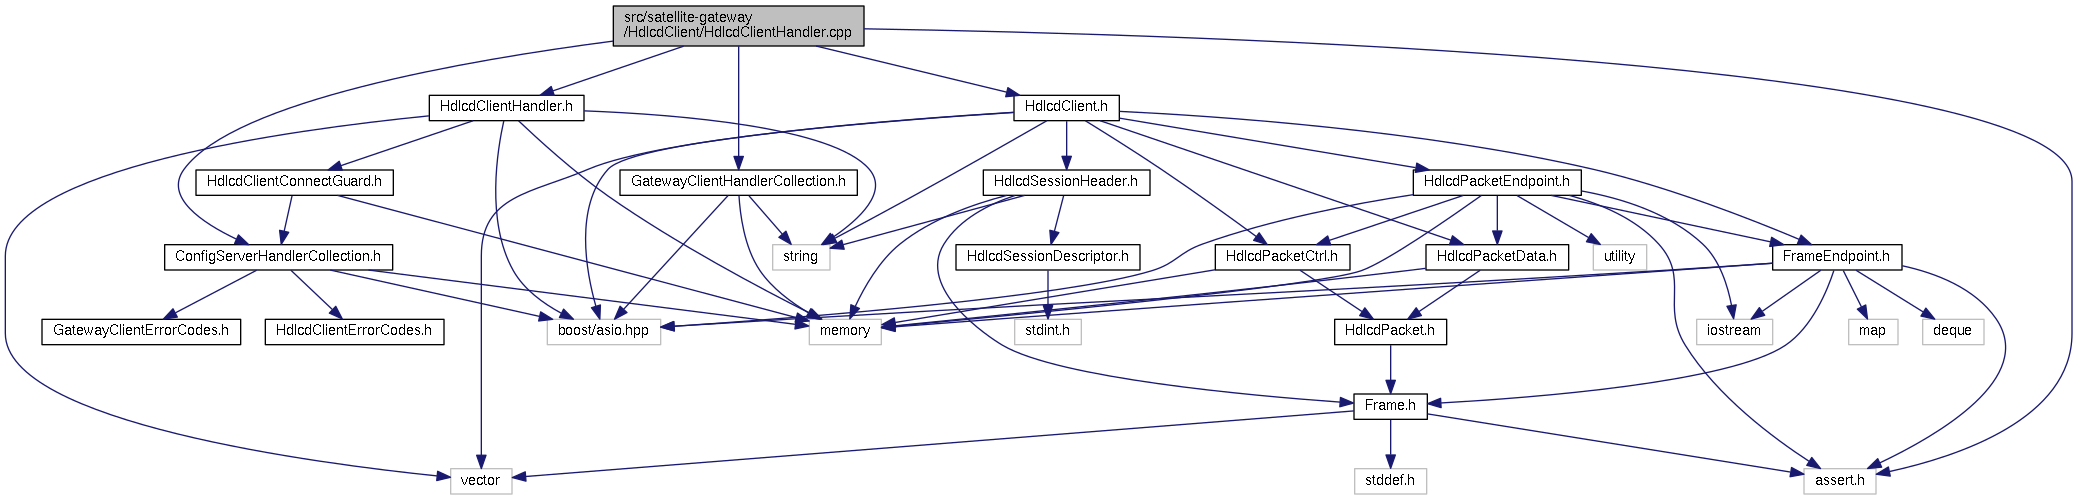 src/satellite-gateway
/HdlcdClient/HdlcdClientHandler.cpp
HdlcdClientHandler.h
HdlcdClient.h
HdlcdClientConnectGuard.h
GatewayClientHandlerCollection.h
HdlcdSessionHeader.h
HdlcdPacketEndpoint.h
ConfigServerHandlerCollection.h
string
HdlcdSessionDescriptor.h
HdlcdPacketCtrl.h
HdlcdPacketData.h
utility
FrameEndpoint.h
GatewayClientErrorCodes.h
HdlcdClientErrorCodes.h
boost/asio.hpp
memory
stdint.h
HdlcdPacket.h
iostream
map
deque
Frame.h
vector
stddef.h
assert.h